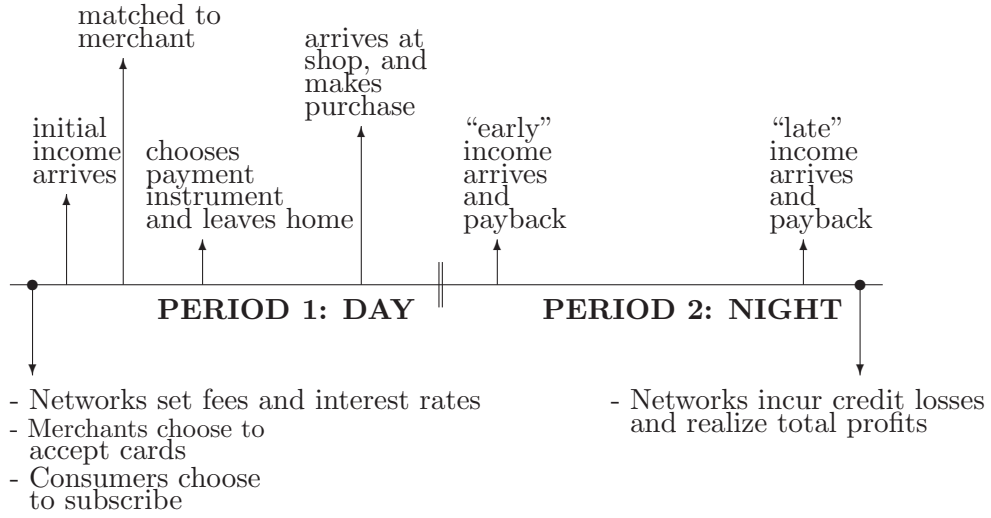 matched to
merchant
arrives at
shop, and
makes
purchase
initial
income
arrives
chooses
payment
instrument
and leaves home
“early”
income
arrives
and
payback
“late”
income
arrives
and
payback
PERIOD 1: DAY
PERIOD 2: NIGHT
- Networks set fees and interest rates
- Merchants choose to
accept cards
- Consumers choose
to subscribe
- Networks incur credit losses
and realize total profits